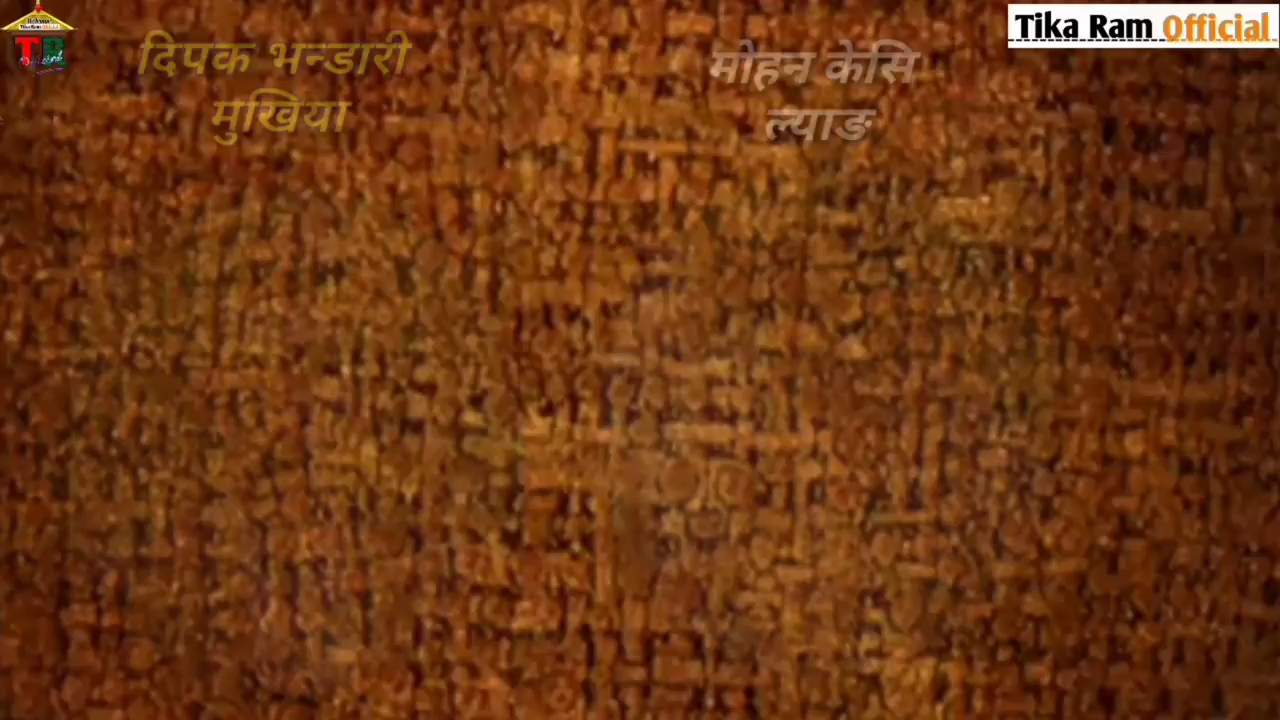 Tika Ram Official
दिपक भन्डारी
मुखिया
मोहन केसि
ल्याङ